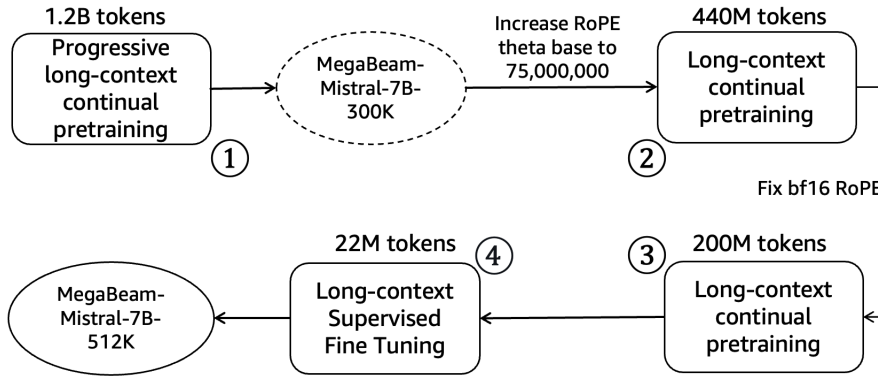 1.2B tokens
Progressive
long-context
continual
pretraining
①
MegaBeam-
Mistral-7B-
300K
Increase RoPE
theta base to
75,000,000
440M tokens
Long-context
continual
pretraining
②
Fix bf16 RoPE
③
200M tokens
Long-context
continual
pretraining
22M tokens
④
Long-context
Supervised
Fine Tuning
MegaBeam-
Mistral-7B-
512K